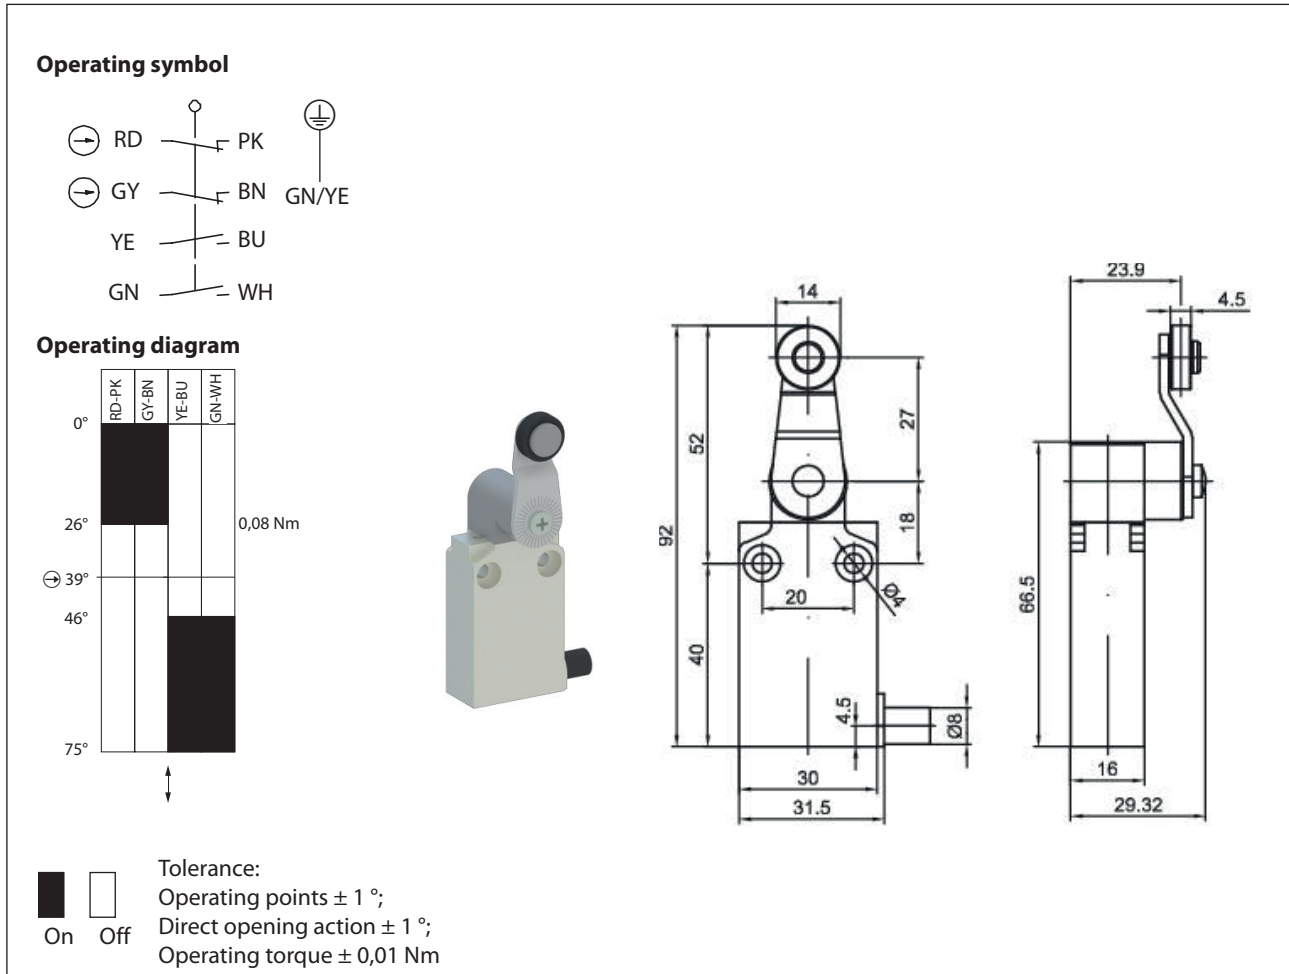 Operating symbol
RD PK
GY BN GN/YE
YE BU
GN WH
Operating diagram
RD-PK GY-BN YE-BU GN-WH
0°
26° 0,08 Nm
39°
46°
75°
On Off
Tolerance:
Operating points ± 1 °;
Direct opening action ± 1 °;
Operating torque ± 0,01 Nm
14
52
27
92
18
20
Ø4
40
4.5
Ø8
30
31.5
23.9
4.5
66.5
16
29.32